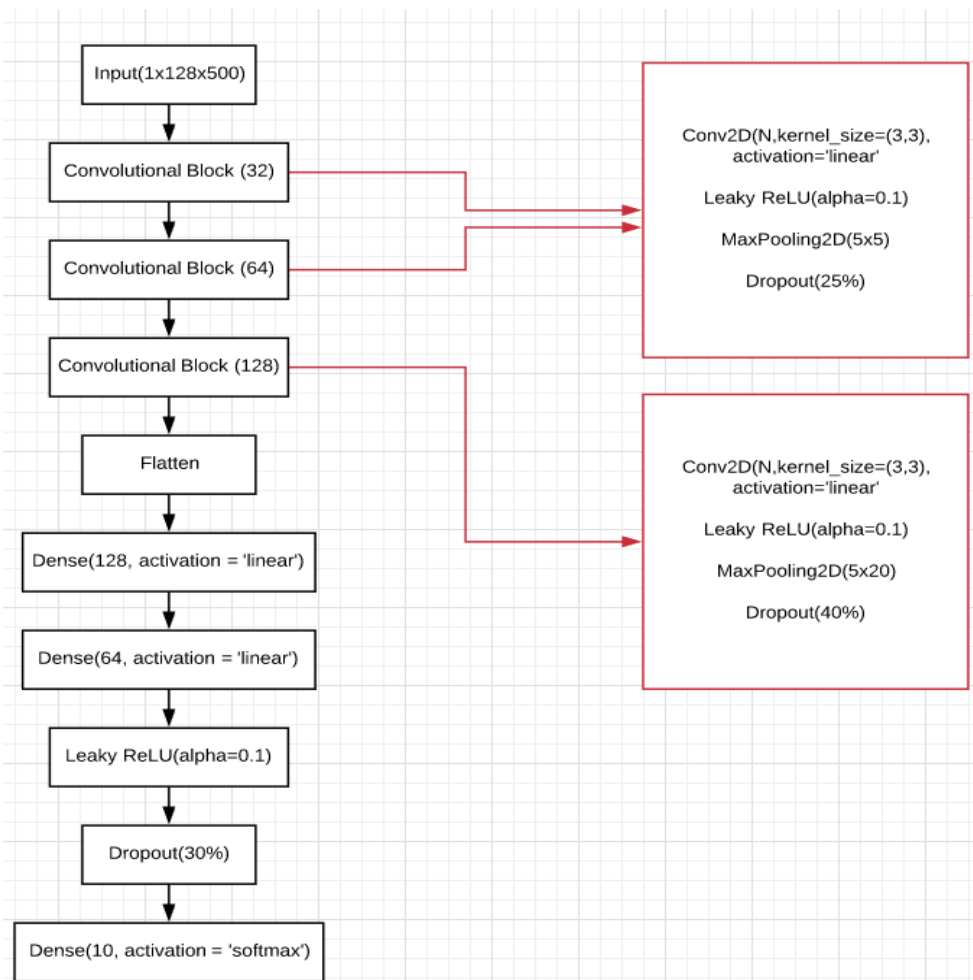 Input(1x128x500)
Convolutional Block (32)
Convolutional Block (64)
Convolutional Block (128)
Flatten
Dense(128, activation = 'linear')
Dense(64, activation = 'linear')
Leaky ReLU(alpha=0.1)
Dropout(30%)
Dense(10, activation = 'softmax')
Conv2D(N,kernel_size=(3,3),
activation='linear'
Leaky ReLU(alpha=0.1)
MaxPooling2D(5x5)
Dropout(25%)
Conv2D(N,kernel_size=(3,3),
activation='linear'
Leaky ReLU(alpha=0.1)
MaxPooling2D(5x20)
Dropout(40%)